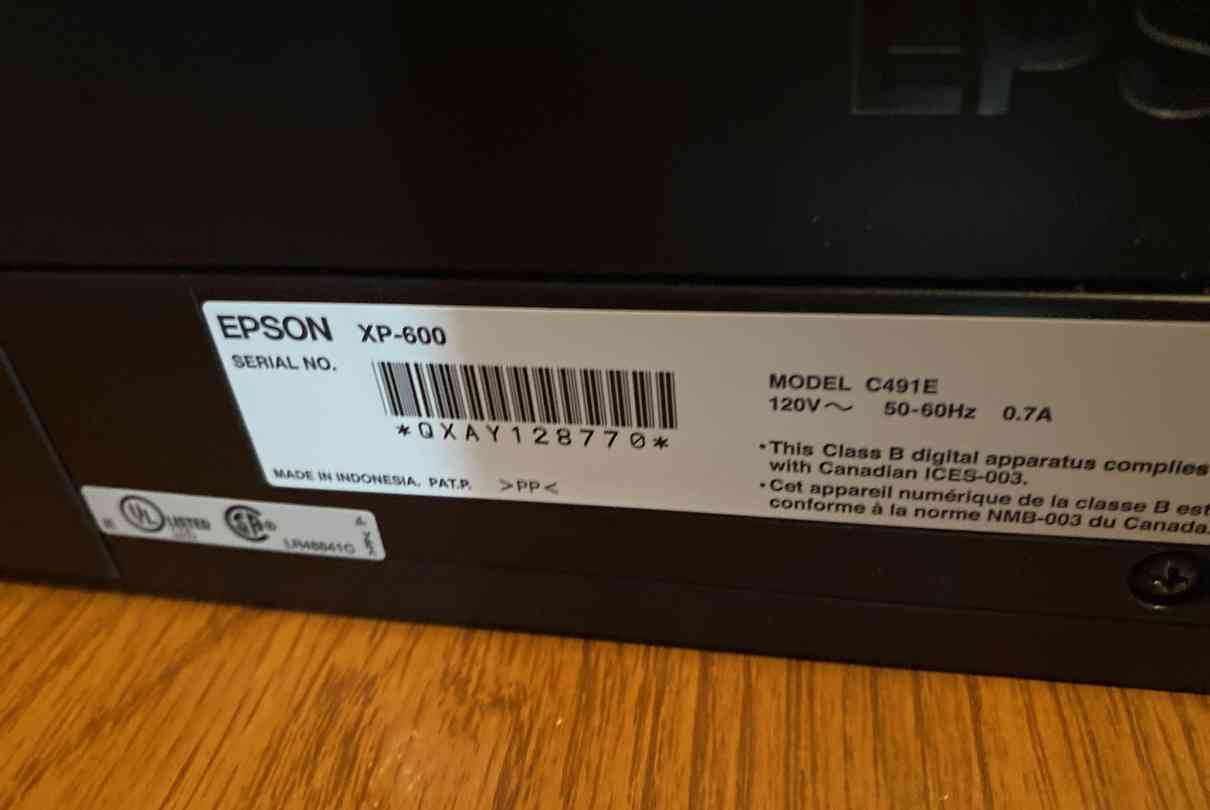 EPS
EPSON XP-600
SERIAL NO.
*QXAY128770*
MADE IN INDONESIA. PAT.P. >PP<
MODEL C491E
120V～ 50-60Hz 0.7A
•This Class B digital apparatus complies
with Canadian ICES-003.
•Cet appareil numérique de la classe B est
conforme à la norme NMB-003 du Canada.
UL LISTED